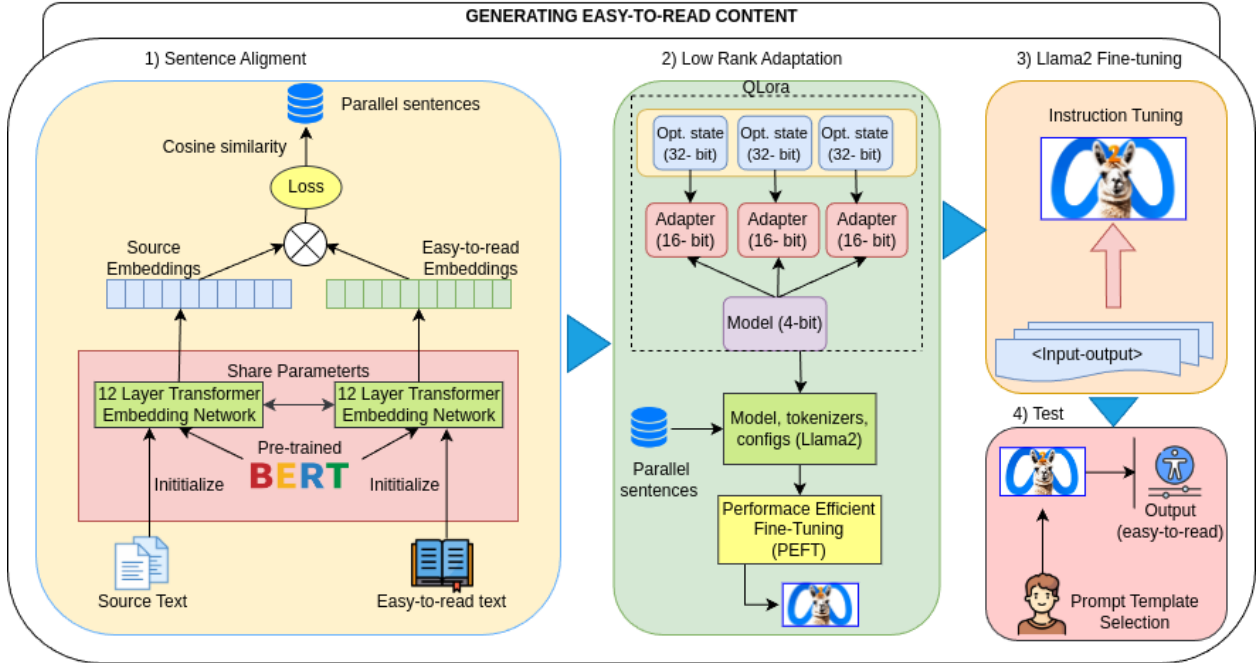 GENERATING EASY-TO-READ CONTENT
1) Sentence Aligment
Parallel sentences
Cosine similarity
Loss
Source
Embeddings
Easy-to-read
Embeddings
Share Parameterts
12 Layer Transformer
Embedding Network
12 Layer Transformer
Embedding Network
Pre-trained
BERT
Inititialize
Inititialize
Source Text
Easy-to-read text
2) Low Rank Adaptation
QLora
Opt. state
(32- bit)
Opt. state
(32- bit)
Opt. state
(32- bit)
Adapter
(16- bit)
Adapter
(16- bit)
Adapter
(16- bit)
Model (4-bit)
Model, tokenizers,
configs (Llama2)
Parallel
sentences
Performace Efficient
Fine-Tuning
(PEFT)
3) Llama2 Fine-tuning
Instruction Tuning
2
<Input-output>
4) Test
Output
(easy-to-read)
Prompt Template
Selection